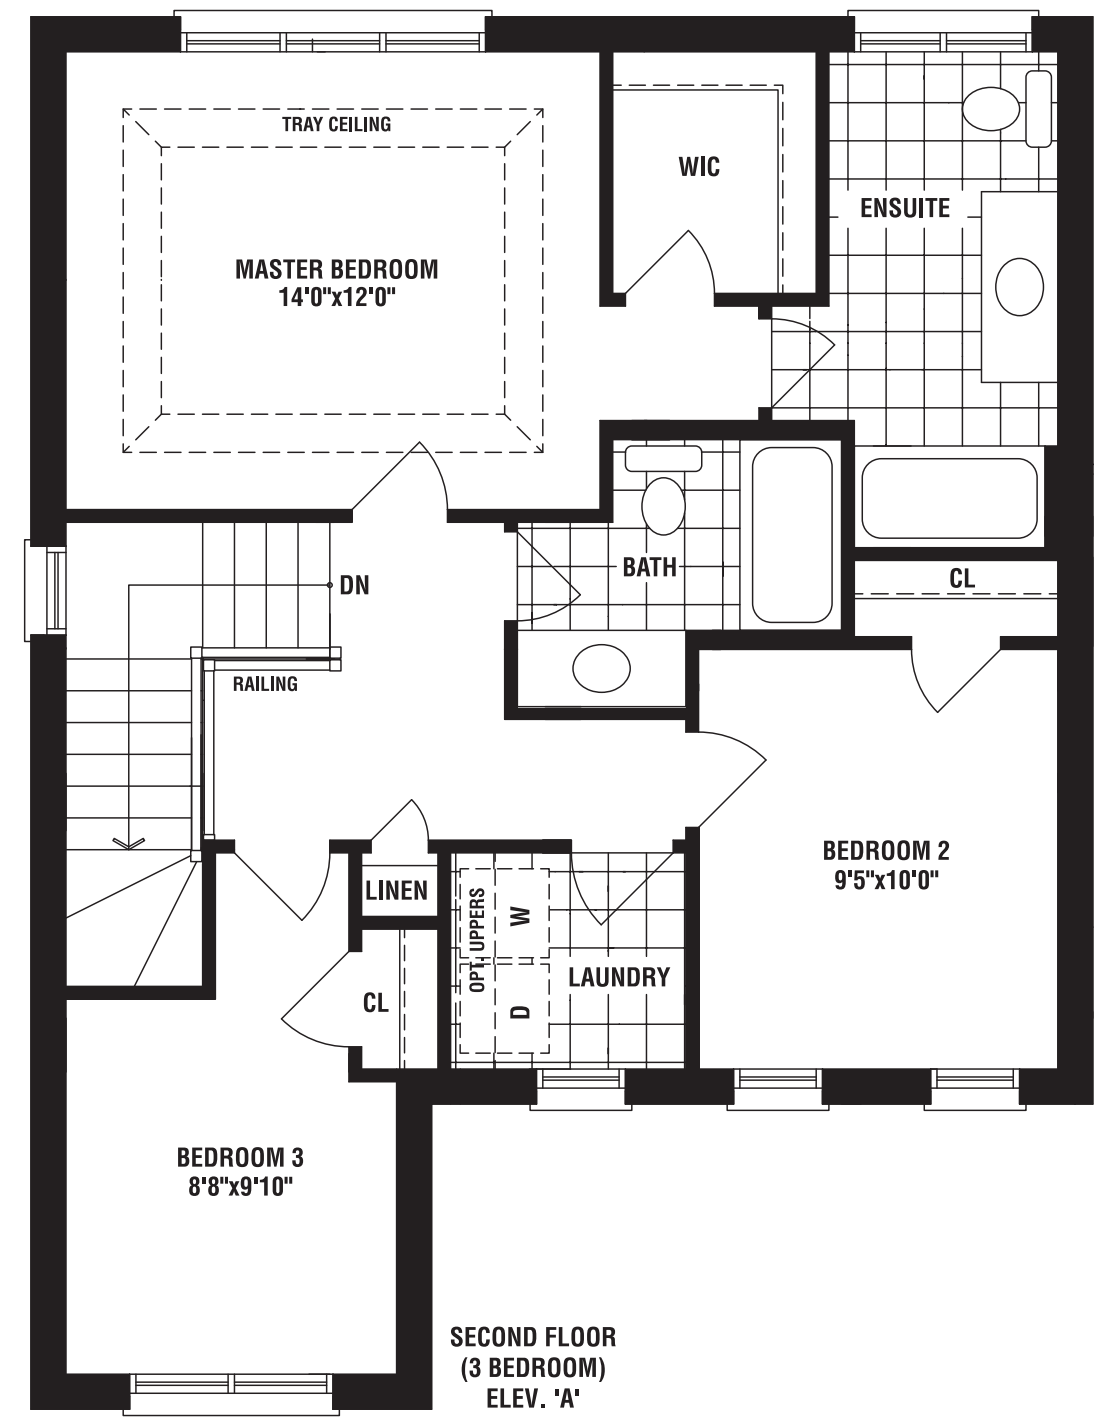 TRAY CEILING
WIC
ENSUITE
MASTER BEDROOM
14'0"x12'0"
BATH
CL
DN
RAILING
BEDROOM 2
9'5"x10'0"
LINEN
OPT. UPPERS
W
D
LAUNDRY
CL
BEDROOM 3
8'8"x9'10"
SECOND FLOOR
(3 BEDROOM)
ELEV. 'A'